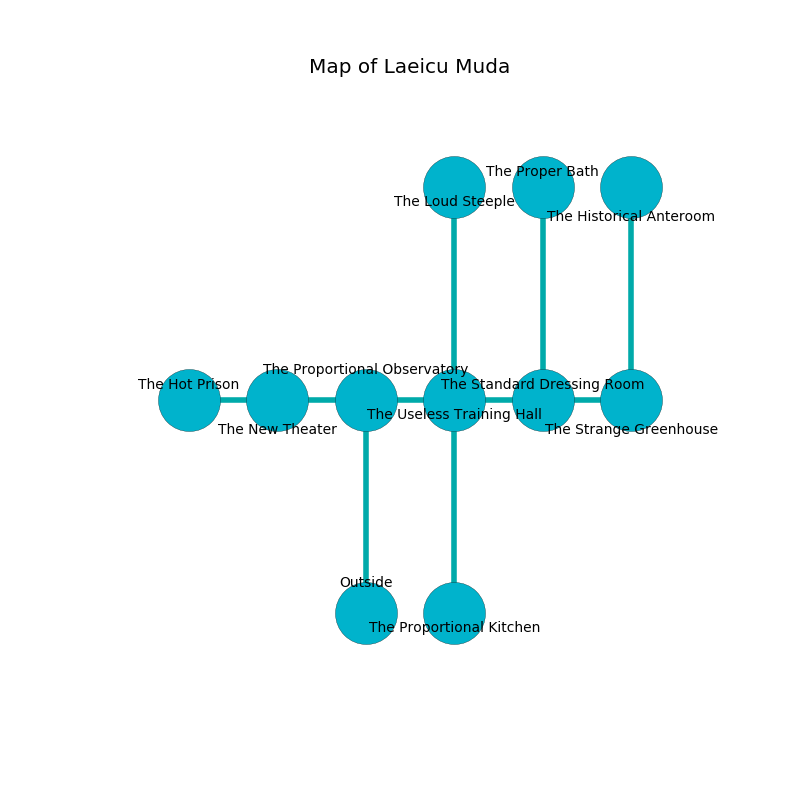 Map of Laeicu Muda
The Proper Bath
The Loud Steeple
The Historical Anteroom
The Proportional Observatory
The Hot Prison
The Standard Dressing Room
The Useless Training Hall
The New Theater
The Strange Greenhouse
Outside
The Proportional Kitchen